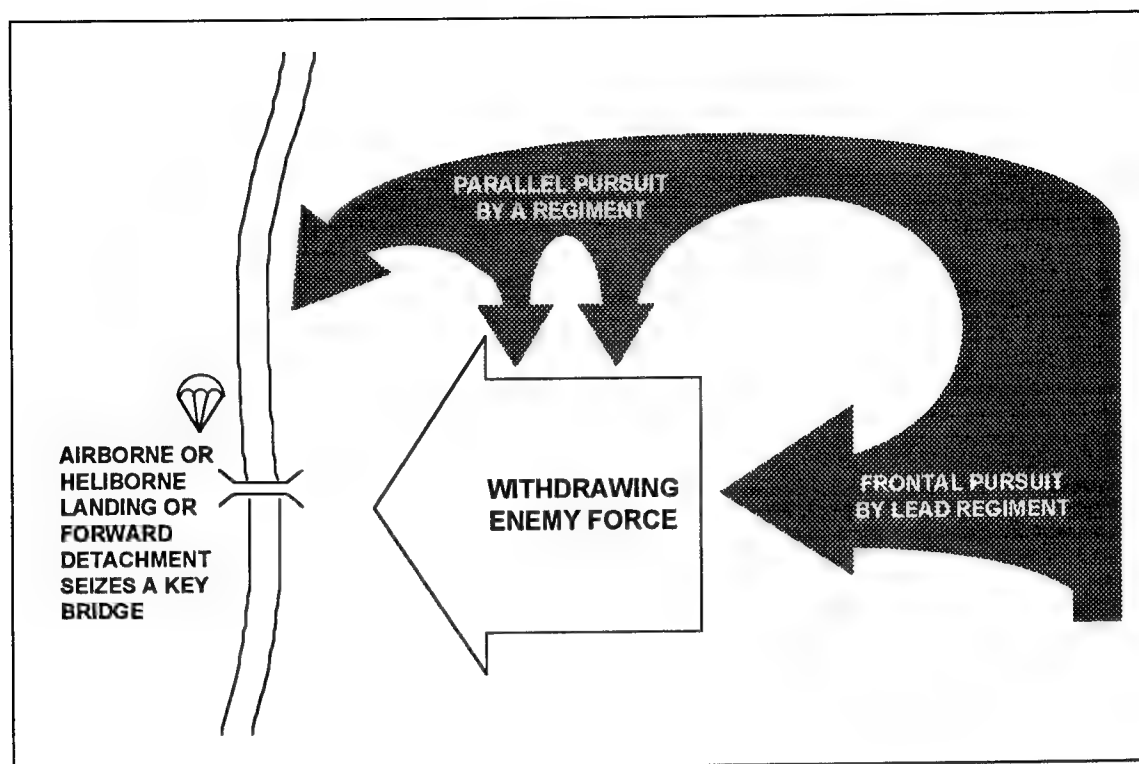 PARALLEL PURSUIT
BY A REGIMENT
AIRBORNE OR
HELIBORNE
LANDING OR
FORWARD
DETACHMENT
SEIZES A KEY
BRIDGE
WITHDRAWING
ENEMY FORCE
FRONTAL PURSUIT
BY LEAD REGIMENT